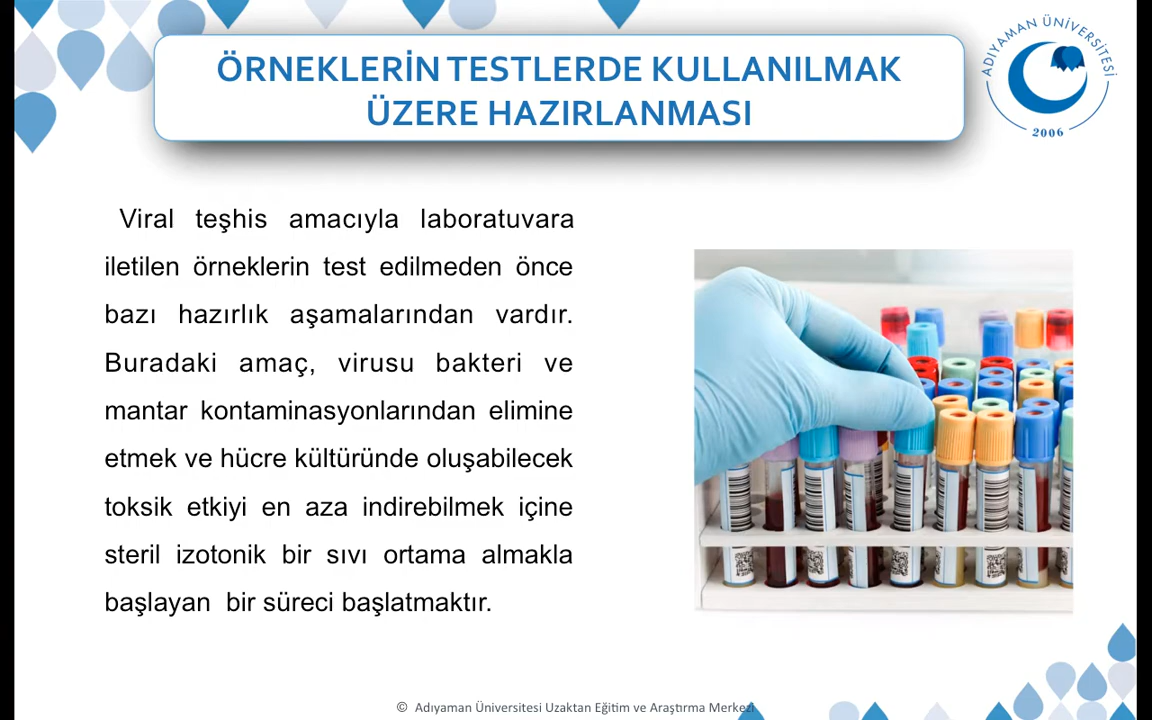 ÖRNEKLERİN TESTLERDE KULLANILMAK
ÜZERE HAZIRLANMASI
ADIYAMAN ÜNİVERSİTESİ
2006
Viral teşhis amacıyla laboratuvara
iletilen örneklerin test edilmeden önce
bazı hazırlık aşamalarından vardır.
Buradaki amaç, virusu bakteri ve
mantar kontaminasyonlarından elimine
etmek ve hücre kültüründe oluşabilecek
toksik etkiyi en aza indirebilmek içine
steril izotonik bir sıvı ortama almakla
başlayan bir süreci başlatmaktır.
© Adıyaman Üniversitesi Uzaktan Eğitim ve Araştırma Merkezi